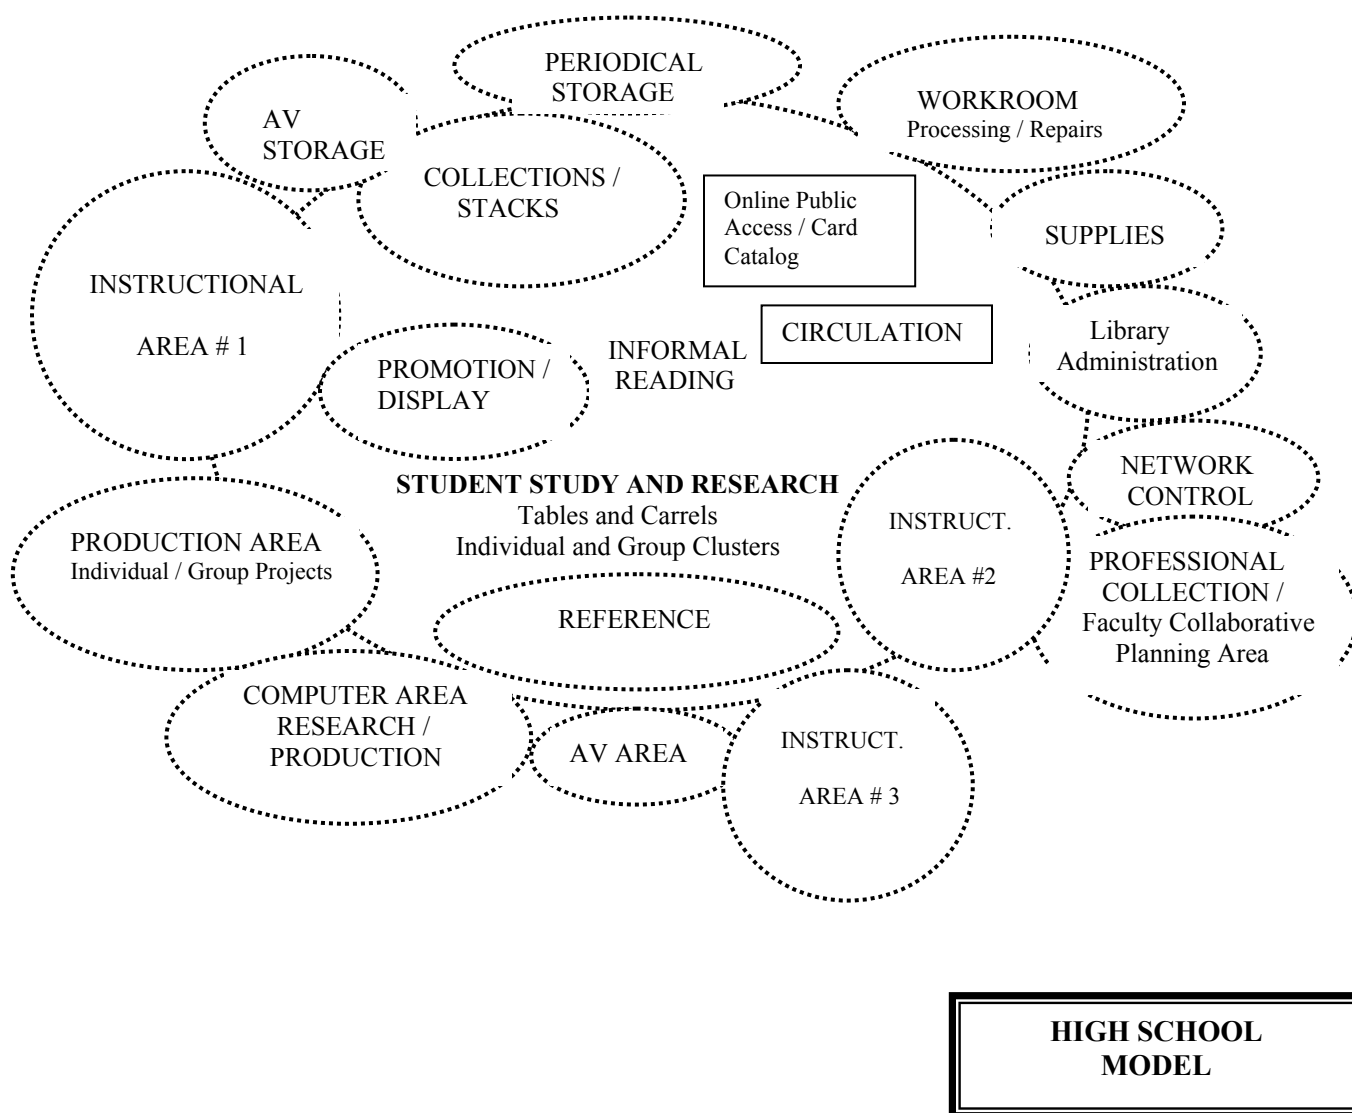 PERIODICAL
STORAGE
WORKROOM
Processing / Repairs
AV
STORAGE
COLLECTIONS /
STACKS
Online Public
Access / Card
Catalog
SUPPLIES
INSTRUCTIONAL
AREA # 1
CIRCULATION
Library
Administration
INFORMAL
READING
PROMOTION /
DISPLAY
NETWORK
CONTROL
STUDENT STUDY AND RESEARCH
Tables and Carrels
Individual and Group Clusters
INSTRUCT.
AREA #2
PRODUCTION AREA
Individual / Group Projects
PROFESSIONAL
COLLECTION /
Faculty Collaborative
Planning Area
REFERENCE
COMPUTER AREA
RESEARCH /
PRODUCTION
AV AREA
INSTRUCT.
AREA # 3
HIGH SCHOOL
MODEL